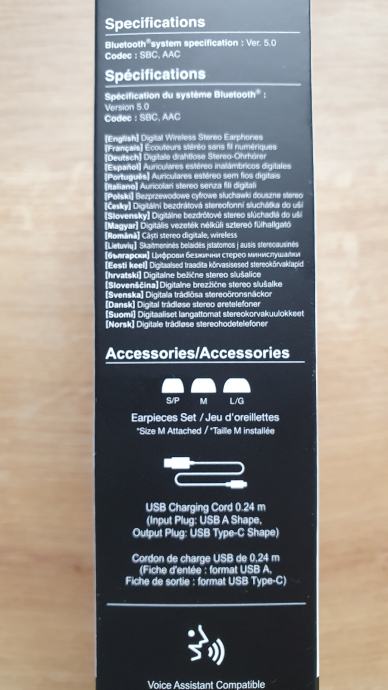 Specifications
Bluetooth®system specification : Ver. 5.0
Codec : SBC, AAC
Spécifications
Spécification du système Bluetooth® :
Version 5.0
Codec : SBC, AAC
[English] Digital Wireless Stereo Earphones
[Français] Écouteurs stéréo sans fil numériques
[Deutsch] Digitale drahtlose Stereo-Ohrhörer
[Español] Auriculares estéreo inalámbricos digitales
[Português] Auriculares estéreo sem fios digitais
[Italiano] Auricolari stereo senza fili digitali
[Polski] Bezprzewodowe cyfrowe słuchawki douszne stereo
[Česky] Digitální bezdrátová stereofonní sluchátka do uší
[Slovensky] Digitálne bezdrôtové stereo slúchadlá do uší
[Magyar] Digitális vezeték nélküli sztereó fülhallgató
[Română] Căști stereo digitale, wireless
[Lietuvių] Skaitmeninės belaidės įstatomos į ausis stereoausinės
[български] Цифрови безжични стерео минислушалки
[Eesti keel] Digitaalsed traadita kõrvasisesed stereokõrvaklapid
[hrvatski] Digitalne bežične stereo slušalice
[Slovenščina] Digitalne brezžične stereo slušalke
[Svenska] Digitala trådlösa stereoöronsnäckor
[Dansk] Digital trådløse stereo øretelefoner
[Suomi] Digitaaliset langattomat stereokorvakuulokkeet
[Norsk] Digitale trådløse stereohodetelefoner
Accessories/Accessories
S/P M L/G
Earpieces Set / Jeu d'oreillettes
*Size M Attached / *Taille M installée
USB Charging Cord 0.24 m
(Input Plug: USB A Shape,
Output Plug: USB Type-C Shape)
Cordon de charge USB de 0.24 m
(Fiche d'entée : format USB A,
Fiche de sortie : format USB Type-C)
Voice Assistant Compatible